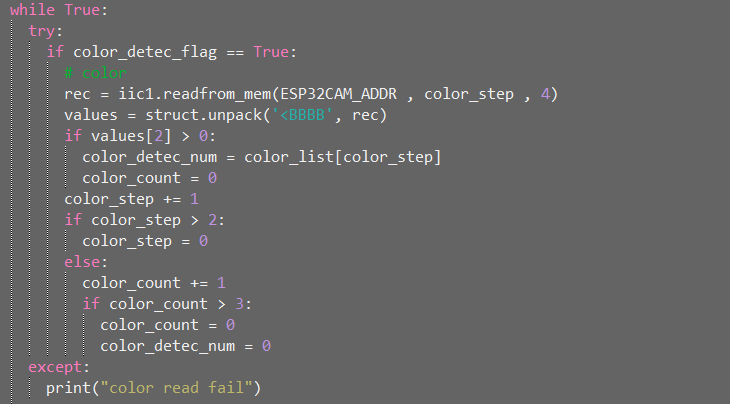 while True:
  try:
    if color_detec_flag == True:
      # color
      rec = iic1.readfrom_mem(ESP32CAM_ADDR , color_step , 4)
      values = struct.unpack('<BBBB', rec)
      if values[2] > 0:
        color_detec_num = color_list[color_step]
        color_count = 0
      color_step += 1
      if color_step > 2:
        color_step = 0
      else:
        color_count += 1
        if color_count > 3:
          color_count = 0
          color_detec_num = 0
  except:
    print("color read fail")